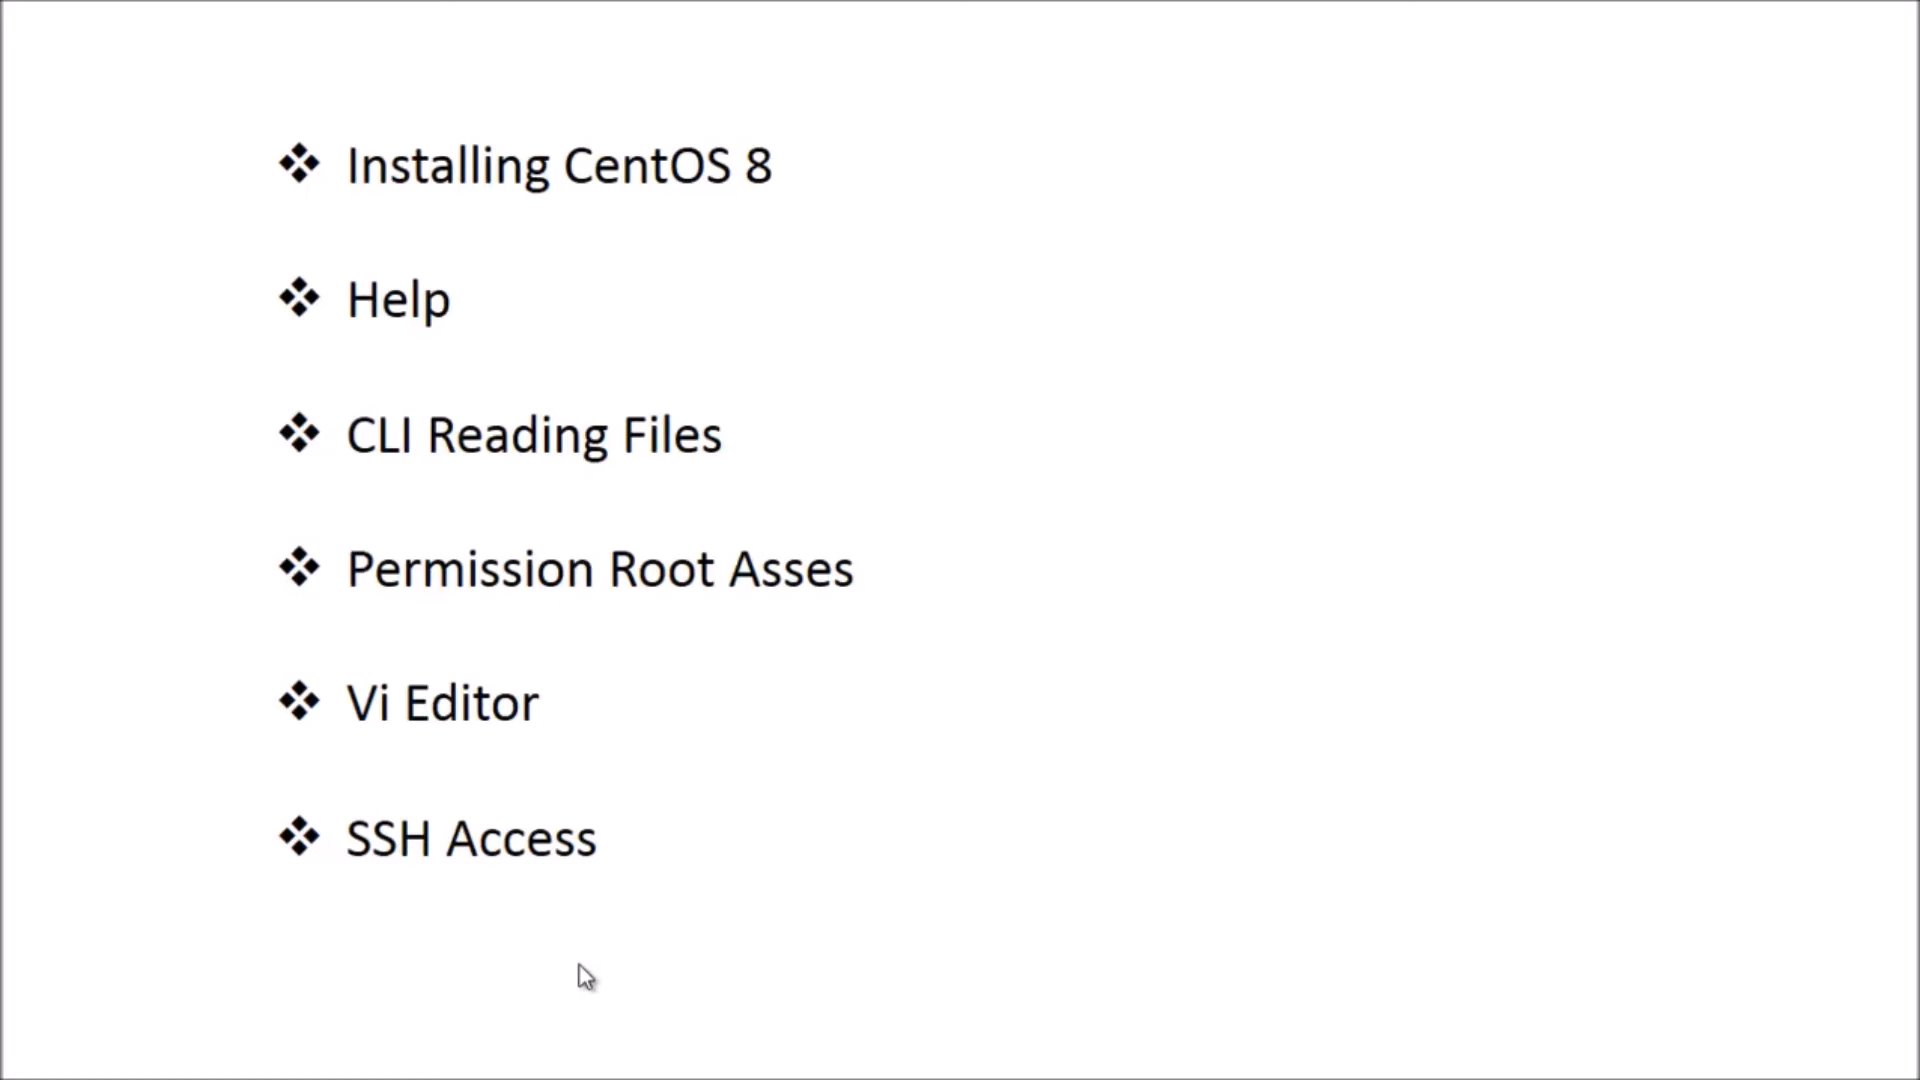 ❖ Installing CentOS 8
❖ Help
❖ CLI Reading Files
❖ Permission Root Asses
❖ Vi Editor
❖ SSH Access